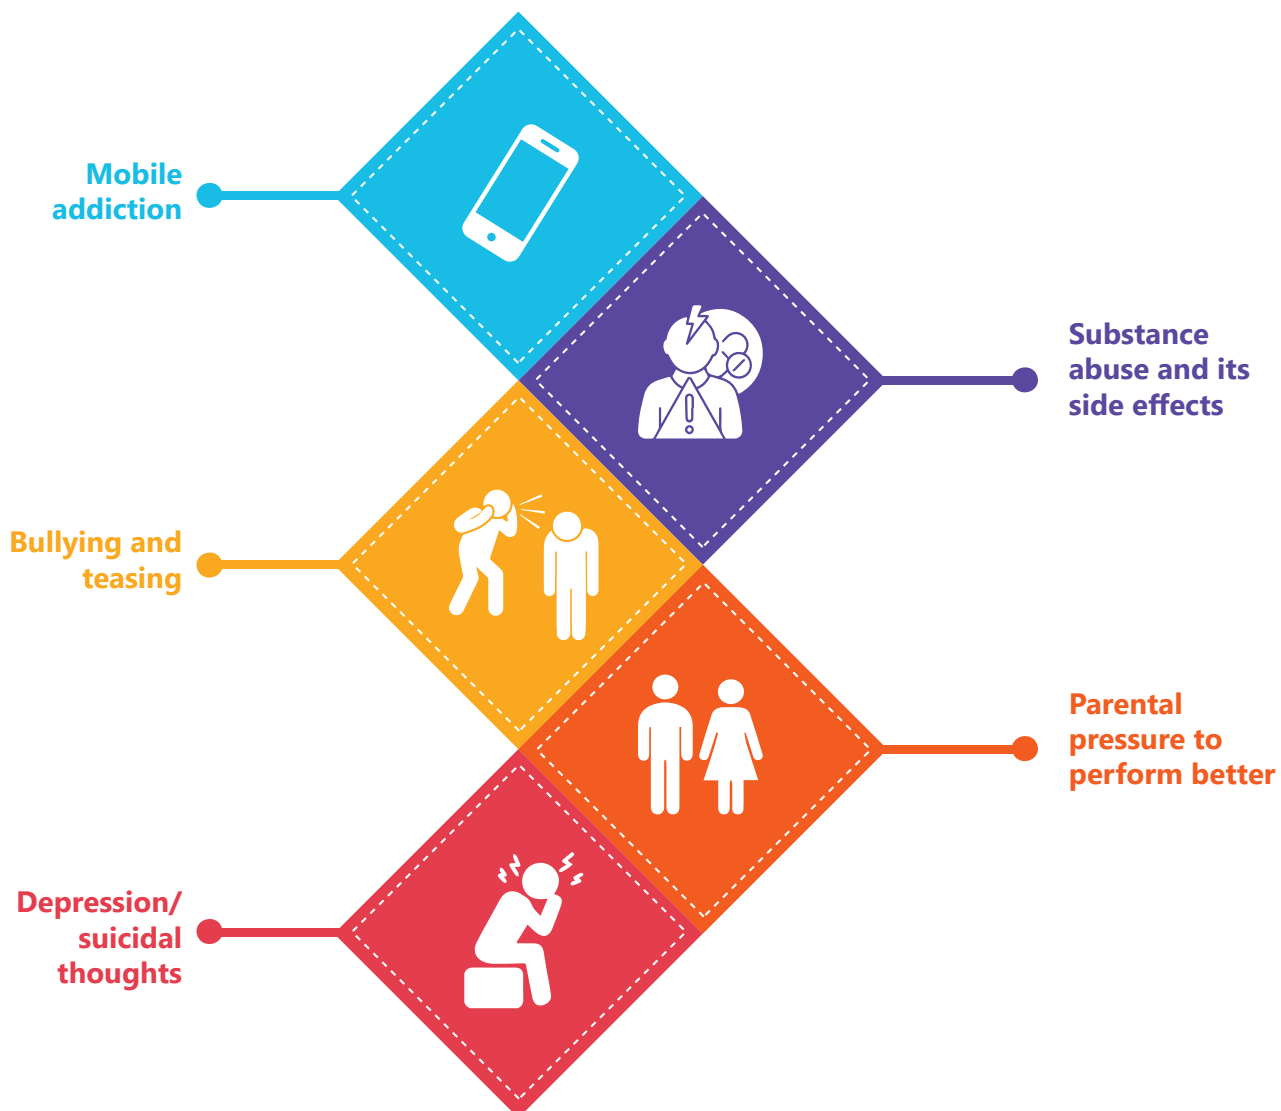 Mobile
addiction
Substance
abuse and its
side effects
Bullying and
teasing
Parental
pressure to
perform better
Depression/
suicidal
thoughts